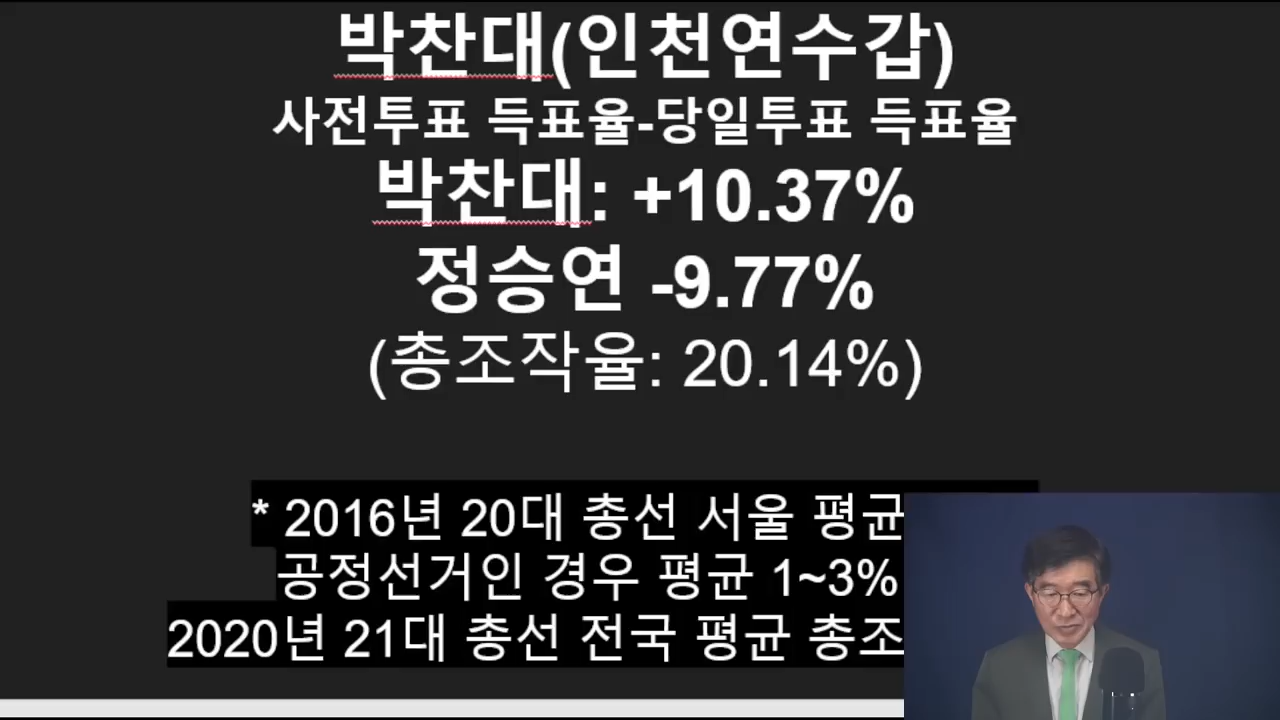 박찬대(인천연수갑)
사전투표 득표율-당일투표 득표율
박찬대: +10.37%
정승연 -9.77%
(총조작율: 20.14%)
* 2016년 20대 총선 서울 평균
공정선거인 경우 평균 1~3%
2020년 21대 총선 전국 평균 총조